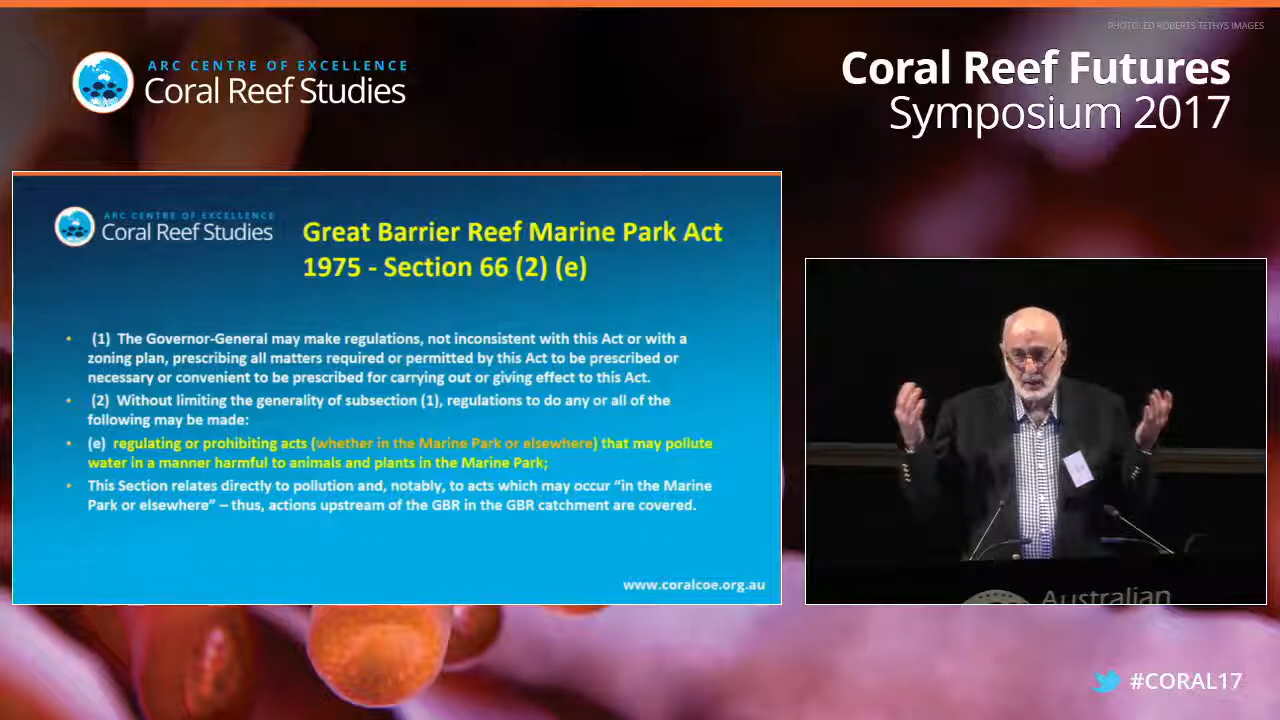 PHOTO: ED ROBERTS TETHYS IMAGES
ARC CENTRE OF EXCELLENCE
Coral Reef Studies
Coral Reef Futures
Symposium 2017
ARC CENTRE OF EXCELLENCE
Coral Reef Studies
Great Barrier Reef Marine Park Act
1975 - Section 66 (2) (e)
• (1) The Governor-General may make regulations, not inconsistent with this Act or with a
zoning plan, prescribing all matters required or permitted by this Act to be prescribed or
necessary or convenient to be prescribed for carrying out or giving effect to this Act.
• (2) Without limiting the generality of subsection (1), regulations to do any or all of the
following may be made:
• (e) regulating or prohibiting acts (whether in the Marine Park or elsewhere) that may pollute
water in a manner harmful to animals and plants in the Marine Park;
• This Section relates directly to pollution and, notably, to acts which may occur “in the Marine
Park or elsewhere” – thus, actions upstream of the GBR in the GBR catchment are covered.
www.coralcoe.org.au
Australian
#CORAL17